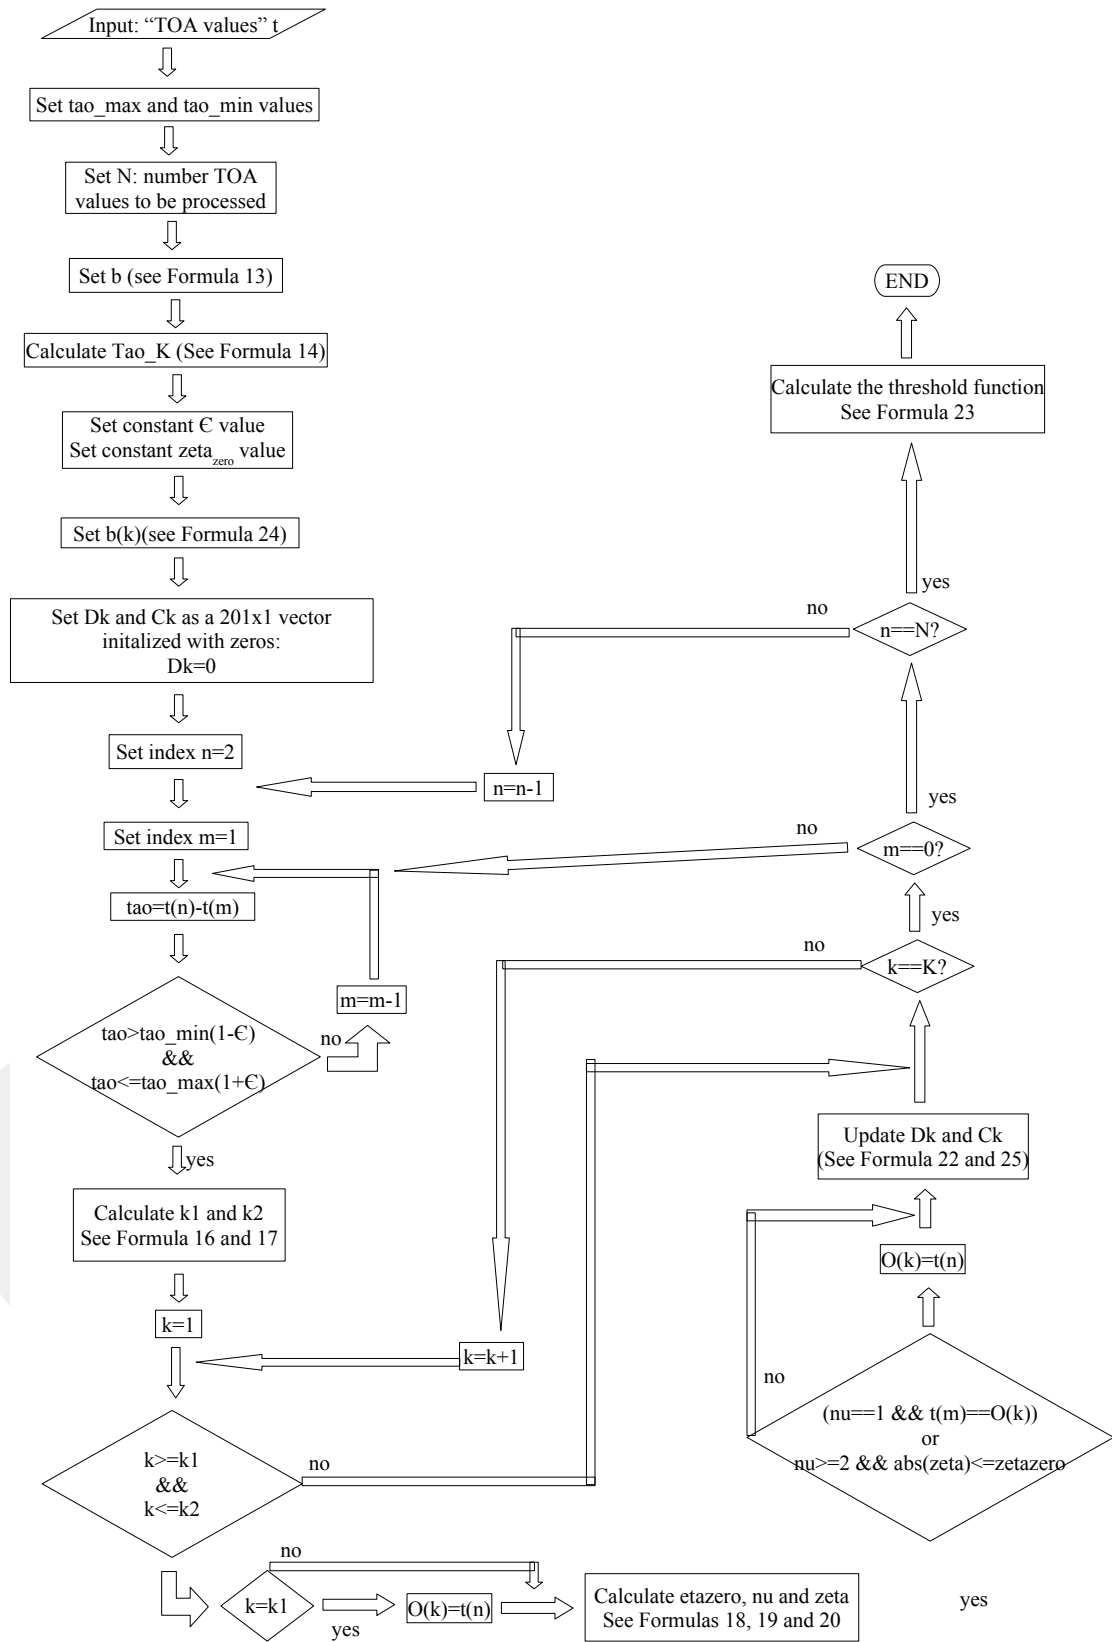 Input: “TOA values” t
Set tao_max and tao_min values
Set N: number TOA
values to be processed
Set b (see Formula 13)
Calculate Tao_K (See Formula 14)
Set constant Є value
Set constant zeta_zero value
Set b(k)(see Formula 24)
Set Dk and Ck as a 201x1 vector
initalized with zeros:
Dk=0
Set index n=2
Set index m=1
tao=t(n)-t(m)
tao>tao_min(1-Є)
&&
tao<=tao_max(1+Є)
no
m=m-1
yes
Calculate k1 and k2
See Formula 16 and 17
k=1
k>=k1
&&
k<=k2
no
k=k1
no
yes
O(k)=t(n)
Calculate etazero, nu and zeta
See Formulas 18, 19 and 20
yes
(nu==1 && t(m)==O(k))
or
nu>=2 && abs(zeta)<=zetazero
no
O(k)=t(n)
Update Dk and Ck
(See Formula 22 and 25)
k==K?
no
k=k+1
yes
m==0?
no
yes
n==N?
no
n=n-1
yes
Calculate the threshold function
See Formula 23
END